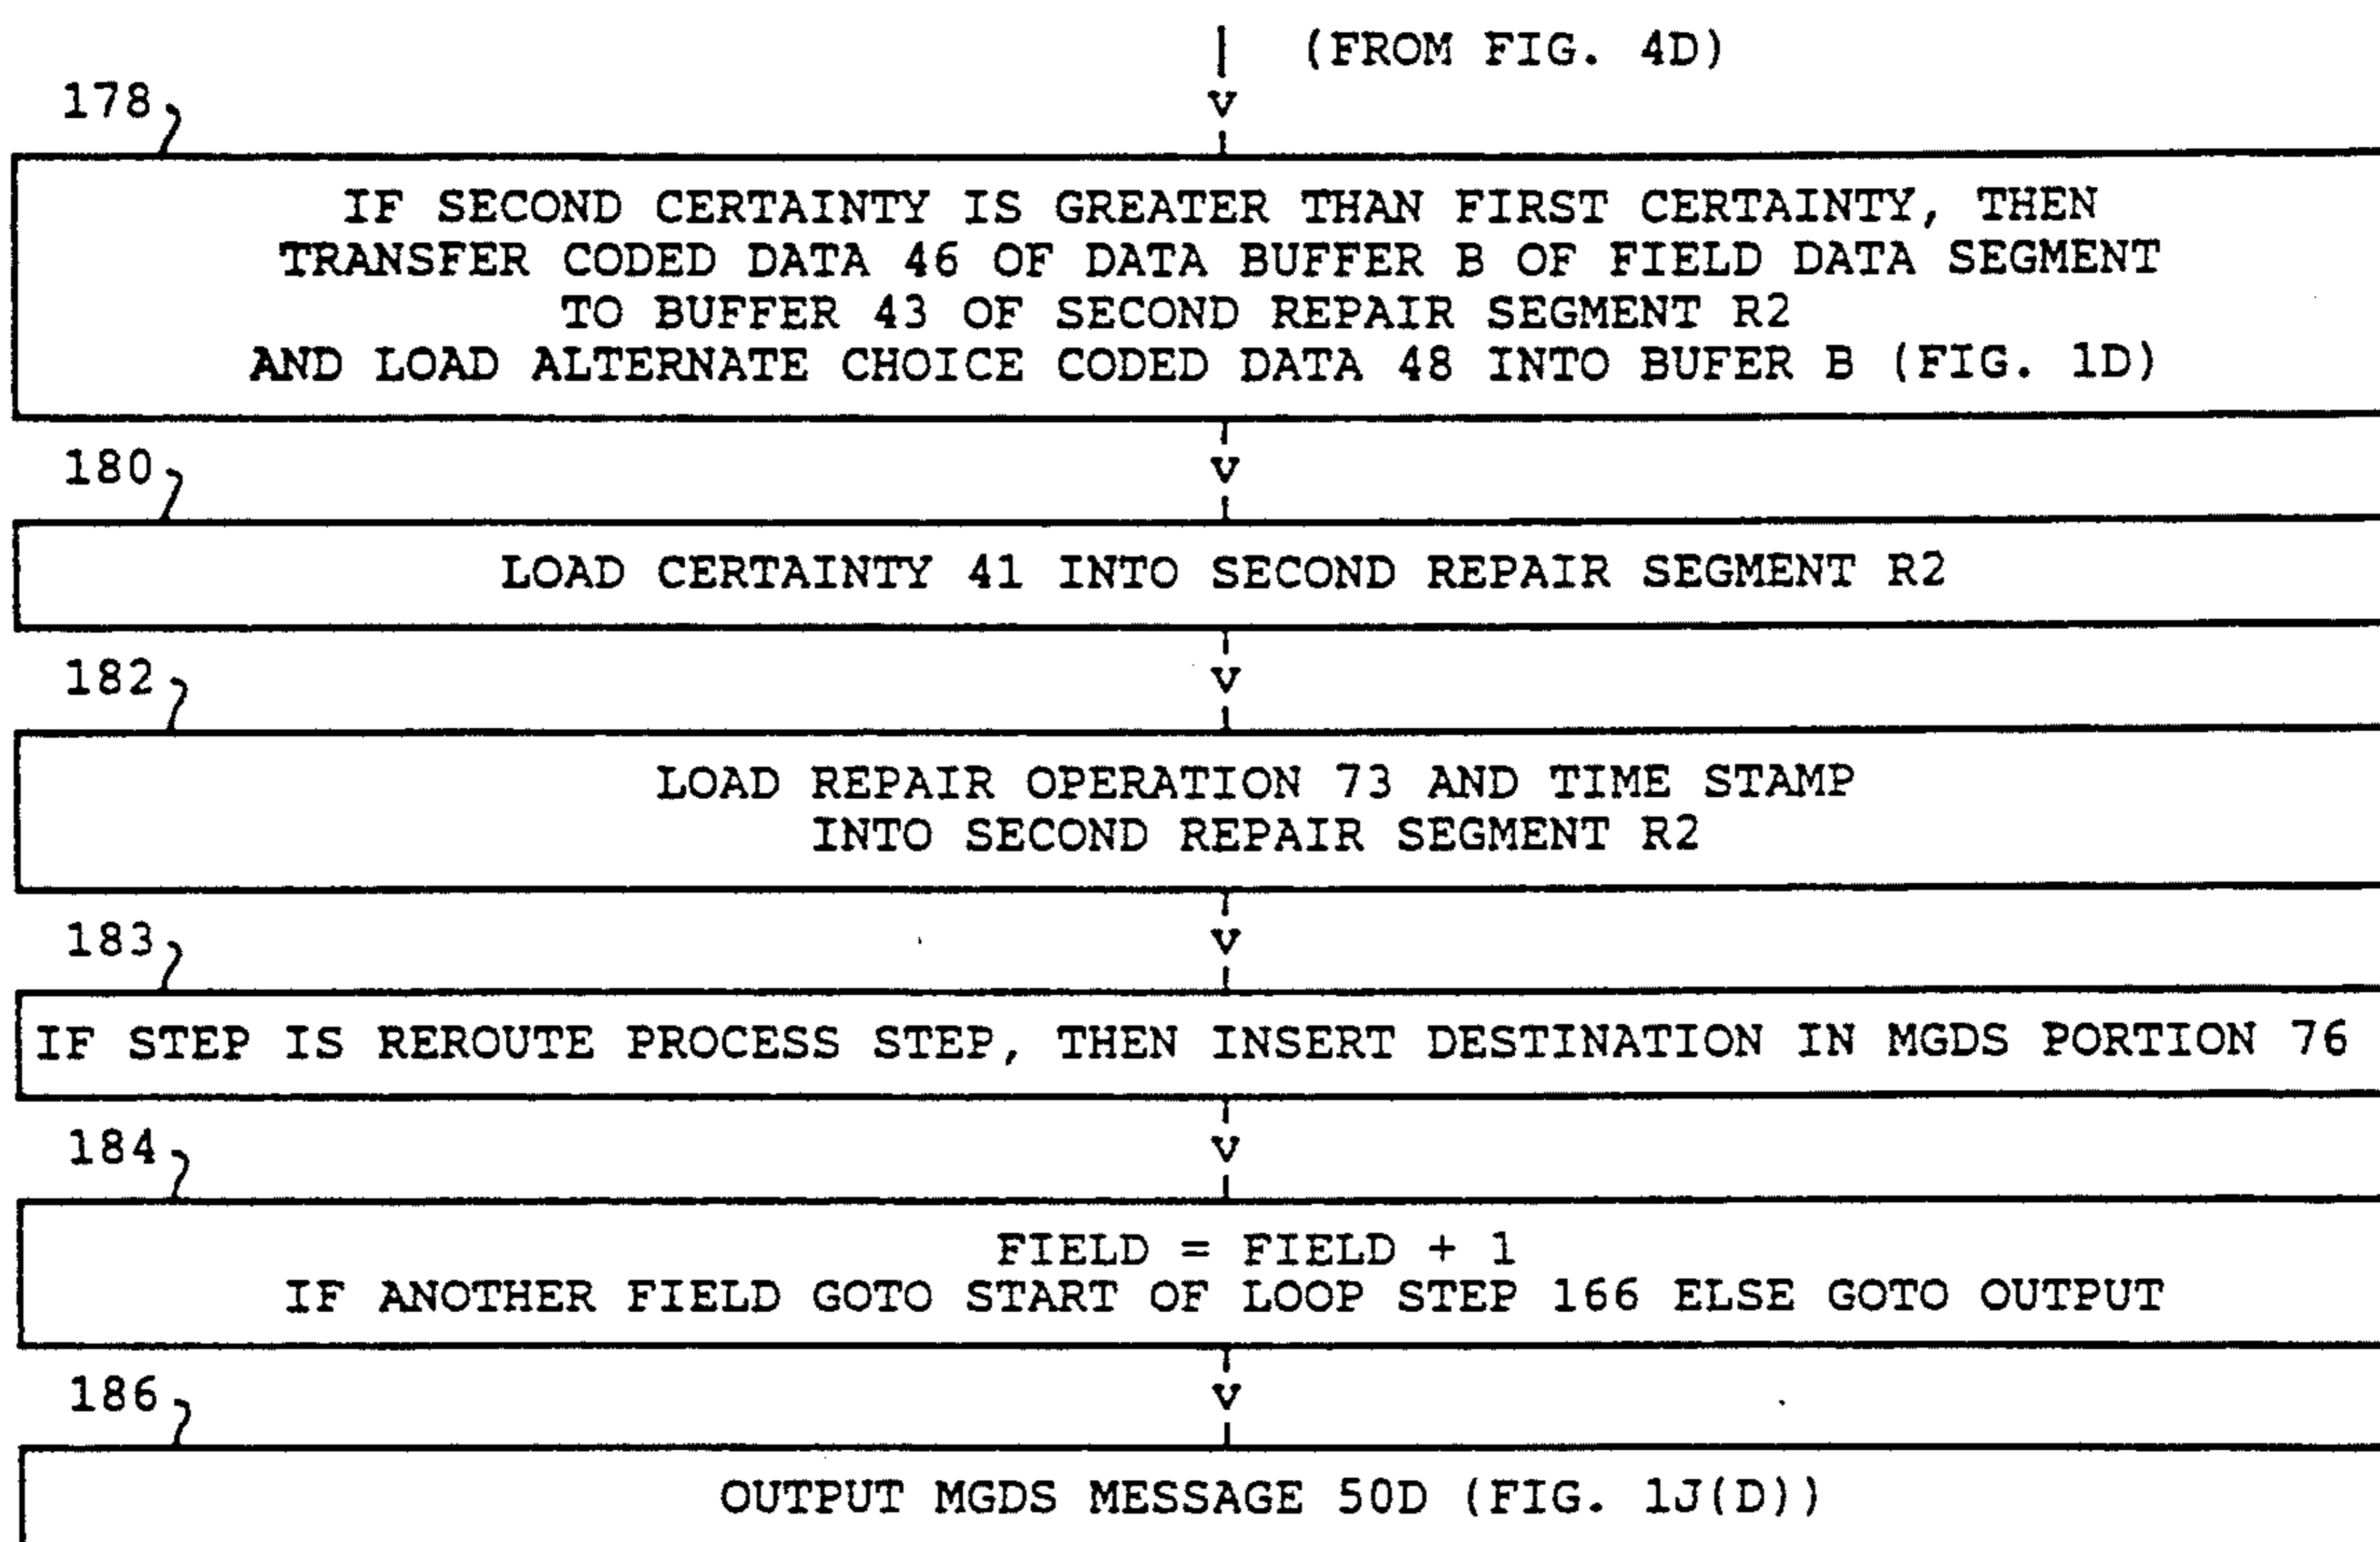 (FROM FIG. 4D)
178
IF SECOND CERTAINTY IS GREATER THAN FIRST CERTAINTY, THEN
TRANSFER CODED DATA 46 OF DATA BUFFER B OF FIELD DATA SEGMENT
TO BUFFER 43 OF SECOND REPAIR SEGMENT R2
AND LOAD ALTERNATE CHOICE CODED DATA 48 INTO BUFER B (FIG. 1D)
180
LOAD CERTAINTY 41 INTO SECOND REPAIR SEGMENT R2
182
LOAD REPAIR OPERATION 73 AND TIME STAMP
INTO SECOND REPAIR SEGMENT R2
183
IF STEP IS REROUTE PROCESS STEP, THEN INSERT DESTINATION IN MGDS PORTION 76
184
FIELD = FIELD + 1
IF ANOTHER FIELD GOTO START OF LOOP STEP 166 ELSE GOTO OUTPUT
186
OUTPUT MGDS MESSAGE 50D (FIG. 1J(D))